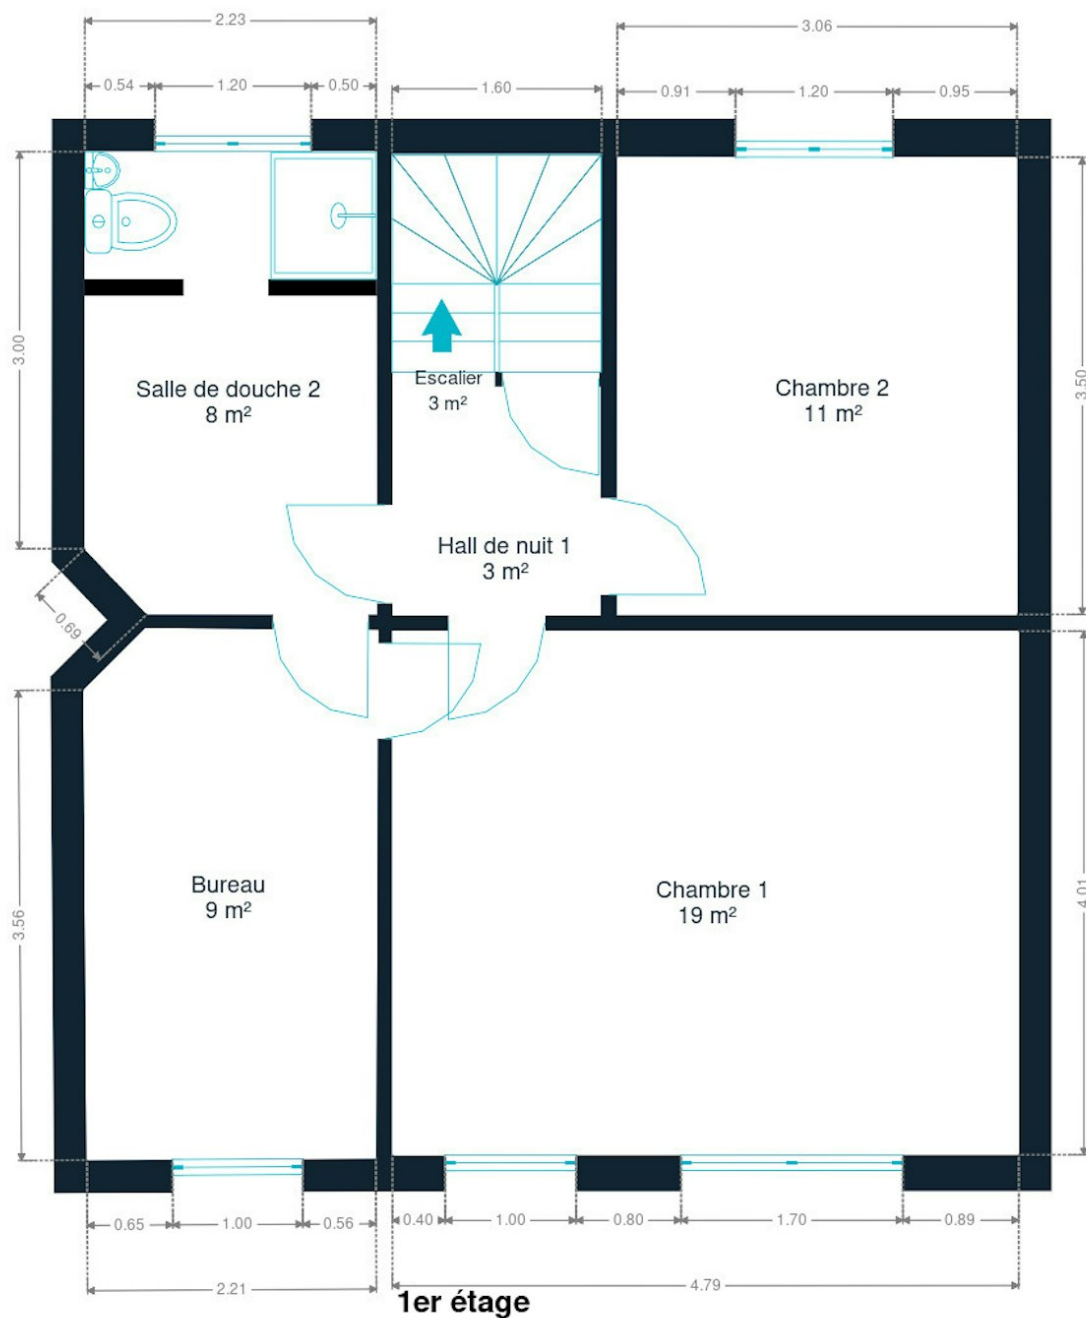 2.23
3.06
0.54
1.20
0.50
1.60
0.91
1.20
0.95
3.00
3.50
Escalier
3 m²
Salle de douche 2
8 m²
Chambre 2
11 m²
Hall de nuit 1
3 m²
0.69
3.56
4.01
Bureau
9 m²
Chambre 1
19 m²
0.65
1.00
0.56
0.40
1.00
0.80
1.70
0.89
2.21
4.79
1er étage